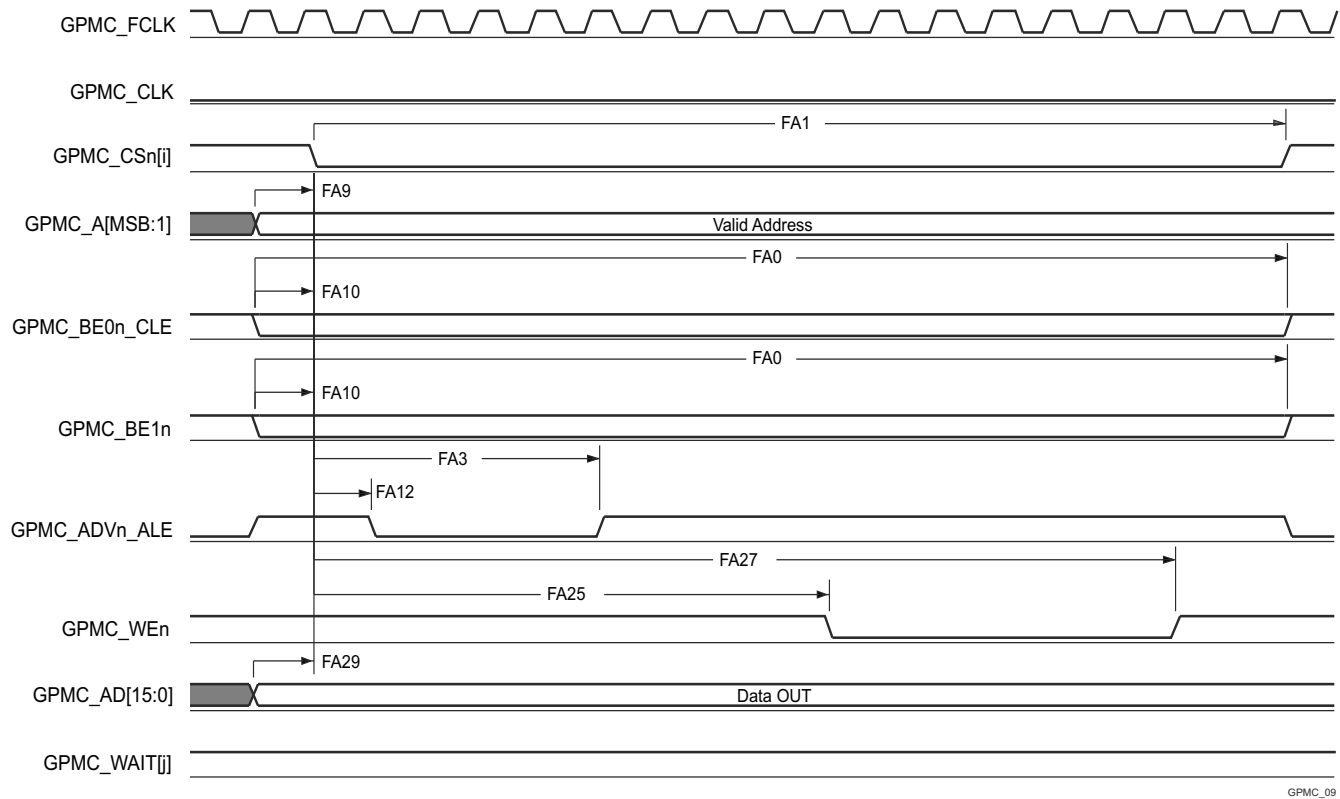 GPMC_FCLK
GPMC_CLK
FA1
GPMC_CSn[i]
FA9
GPMC_A[MSB:1]
Valid Address
FA0
FA10
GPMC_BE0n_CLE
FA0
FA10
GPMC_BE1n
FA3
FA12
GPMC_ADVn_ALE
FA27
FA25
GPMC_WEn
FA29
GPMC_AD[15:0]
Data OUT
GPMC_WAIT[j]
GPMC_09